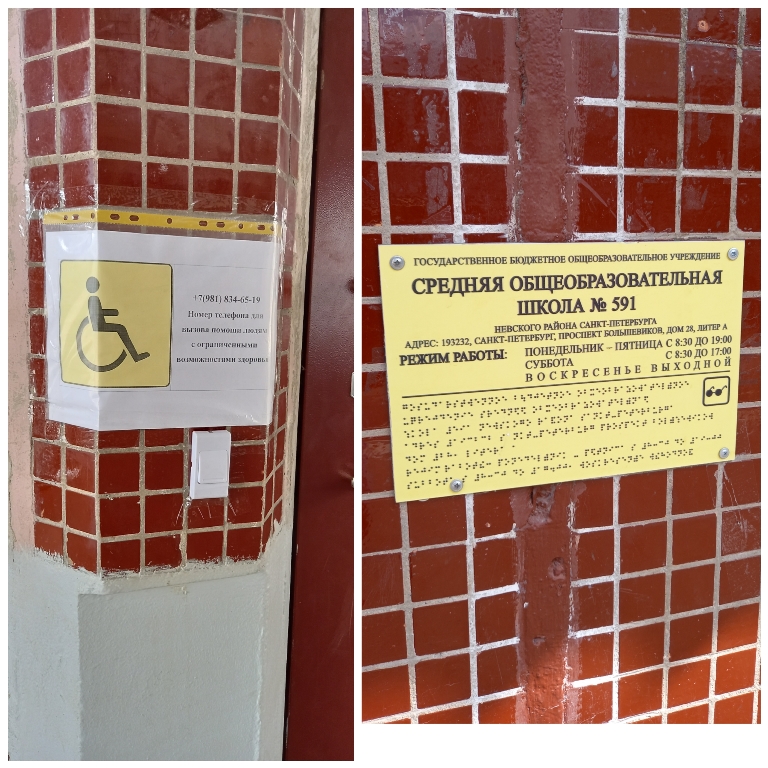 +7(981) 834-65-19
Номер телефона для
вызова помощи людям
с ограниченными
возможностями здоровья
ГОСУДАРСТВЕННОЕ БЮДЖЕТНОЕ ОБЩЕОБРАЗОВАТЕЛЬНОЕ УЧРЕЖДЕНИЕ
СРЕДНЯЯ ОБЩЕОБРАЗОВАТЕЛЬНАЯ
ШКОЛА № 591
НЕВСКОГО РАЙОНА САНКТ-ПЕТЕРБУРГА
АДРЕС: 193232, САНКТ-ПЕТЕРБУРГ, ПРОСПЕКТ БОЛЬШЕВИКОВ, ДОМ 28, ЛИТЕР А
РЕЖИМ РАБОТЫ: ПОНЕДЕЛЬНИК – ПЯТНИЦА С 8:30 ДО 19:00
СУББОТА С 8:30 ДО 17:00
ВОСКРЕСЕНЬЕ ВЫХОДНОЙ